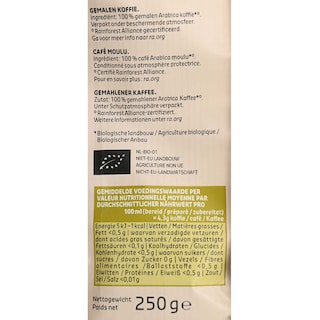 GEMALEN KOFFIE.
Ingrediënt: 100% gemalen Arabica koffie*°.
Verpakt onder beschermende atmosfeer.
° Rainforest Alliance gecertificeerd.
Ga voor meer info naar ra.org
CAFÉ MOULU.
Ingrédient: 100% café Arabica moulu*°.
Conditionné sous atmosphère protectrice.
° Certifié Rainforest Alliance.
Pour en savoir plus: ra.org
GEMAHLENER KAFFEE.
Zutat: 100% gemahlener Arabica Kaffee*°.
Unter Schutzatmosphäre verpackt.
° Rainforest Alliance-zertifiziert.
Weitere Informationen unter ra.org
*Biologische landbouw / Agriculture biologique /
Biologischer Anbau
NL-BIO-01
NIET-EU LANDBOUW
AGRICULTURE NON UE
NICHT-EU-LANDWIRTSCHAFT
GEMIDDELDE VOEDINGSWAARDE PER
VALEUR NUTRITIONNELLE MOYENNE PAR
DURCHSCHNITTLICHER NÄHRWERT PRO
100ml (bereid / préparé / zubereitet)
= 4,3g koffie / café / Kaffee
Energie 5 kJ-1 kcal | Vetten / Matières grasses /
Fett <0,5 g | waarvan verzadigde vetzuren /
dont acides gras saturés / davon gesättigte
Fettsäuren <0,1 g | Koolhydraten / Glucides /
Kohlenhydrate <0,5 g | waarvan suikers / dont
sucres / davon Zucker 0 g | Vezels / Fibres
alimentaires / Ballaststoffe <0,5 g |
Eiwitten / Protéines / Eiweiß <0,5 g | Zout/
Sel / Salz <0,01 g
Nettogewicht
Poids net
250g e